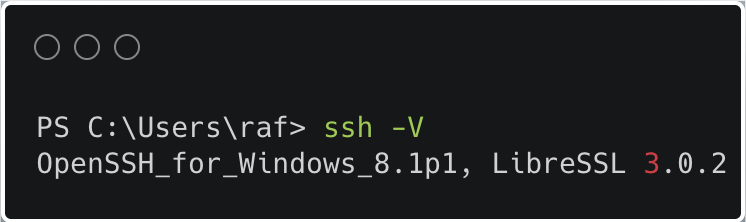 PS C:\Users\raf> ssh -V
OpenSSH_for_Windows_8.1p1, LibreSSL 3.0.2